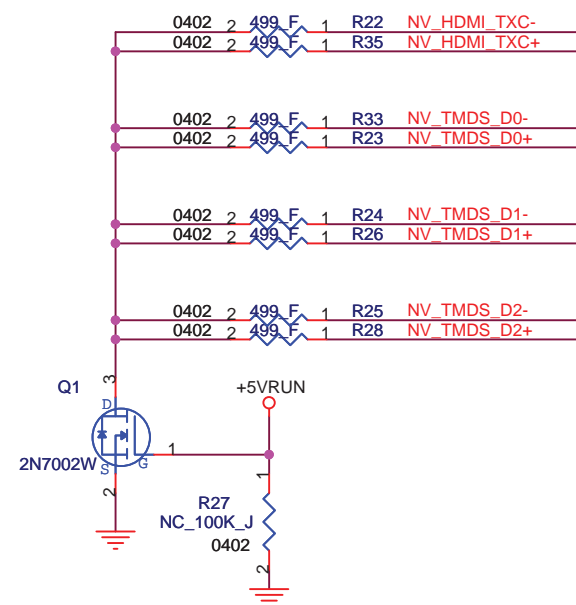 0402 2 499_F 1 R22 NV_HDMI_TXC-
0402 2 499_F 1 R35 NV_HDMI_TXC+
0402 2 499_F 1 R33 NV_TMDS_D0-
0402 2 499_F 1 R23 NV_TMDS_D0+
0402 2 499_F 1 R24 NV_TMDS_D1-
0402 2 499_F 1 R26 NV_TMDS_D1+
0402 2 499_F 1 R25 NV_TMDS_D2-
0402 2 499_F 1 R28 NV_TMDS_D2+
3
Q1
+5VRUN
D
1
2N7002W
S
G
2
1
R27
NC_100K_J
0402
2